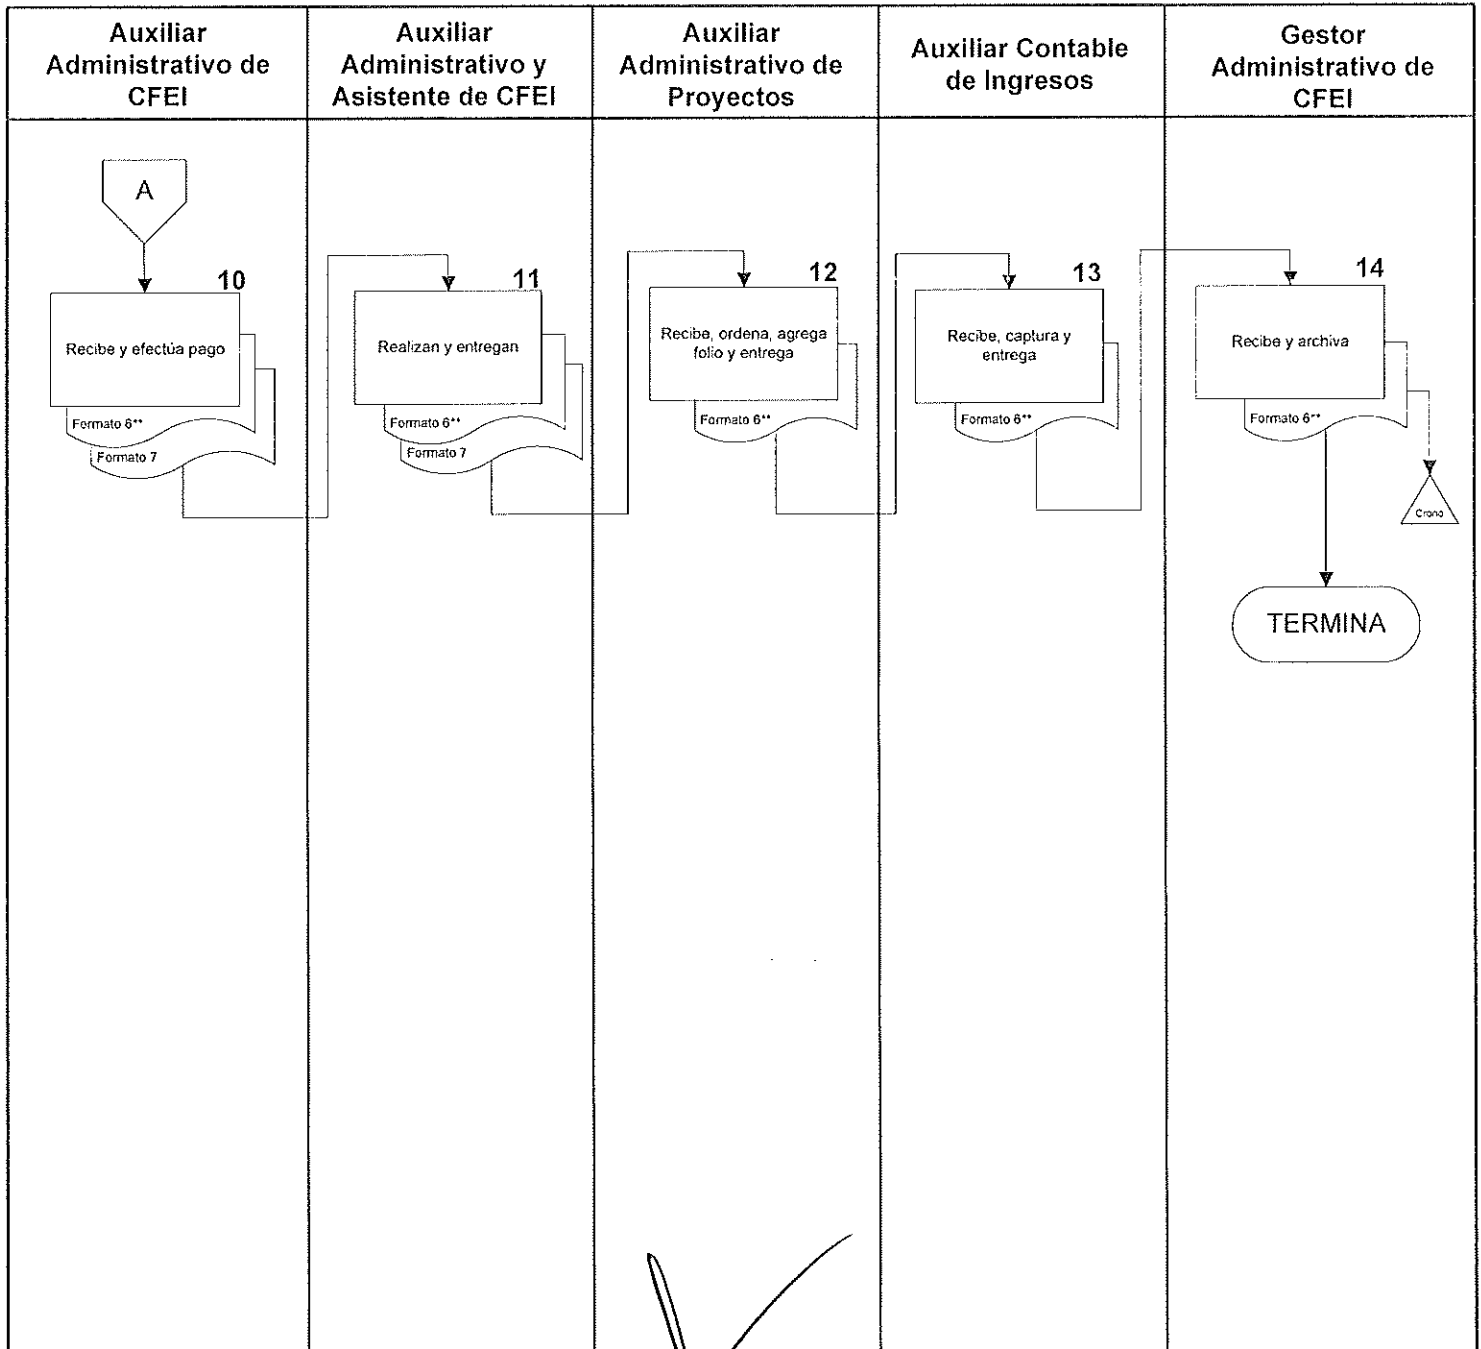 Auxiliar
Administrativo de
CFEI
Auxiliar
Administrativo y
Asistente de CFEI
Auxiliar
Administrativo de
Proyectos
Auxiliar Contable
de Ingresos
Gestor
Administrativo de
CFEI
A
10
Recibe y efectúa pago
Formato 6**
Formato 7
11
Realizan y entregan
Formato 6**
Formato 7
12
Recibe, ordena, agrega
folio y entrega
Formato 6**
13
Recibe, captura y
entrega
Formato 6**
14
Recibe y archiva
Formato 6**
Crono
TERMINA